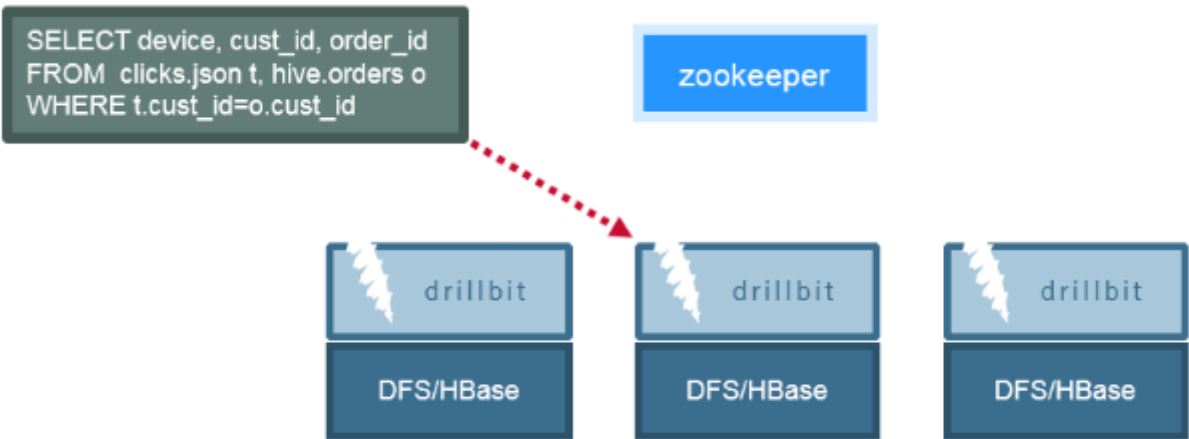 SELECT device, cust_id, order_id
FROM clicks.json t, hive.orders o
WHERE t.cust_id=o.cust_id
zookeeper
drillbit
drillbit
drillbit
DFS/HBase
DFS/HBase
DFS/HBase